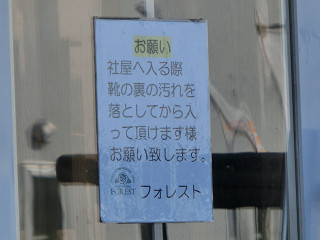 お願い
社屋へ入る際
靴の裏の汚れを
落としてから入
って頂けます様
お願い致します。
FOREST フォレスト